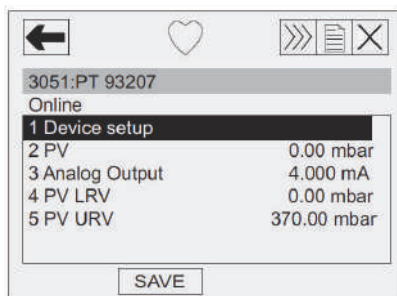 3051:PT 93207
Online
1 Device setup
2 PV 0.00 mbar
3 Analog Output 4.000 mA
4 PV LRV 0.00 mbar
5 PV URV 370.00 mbar
SAVE